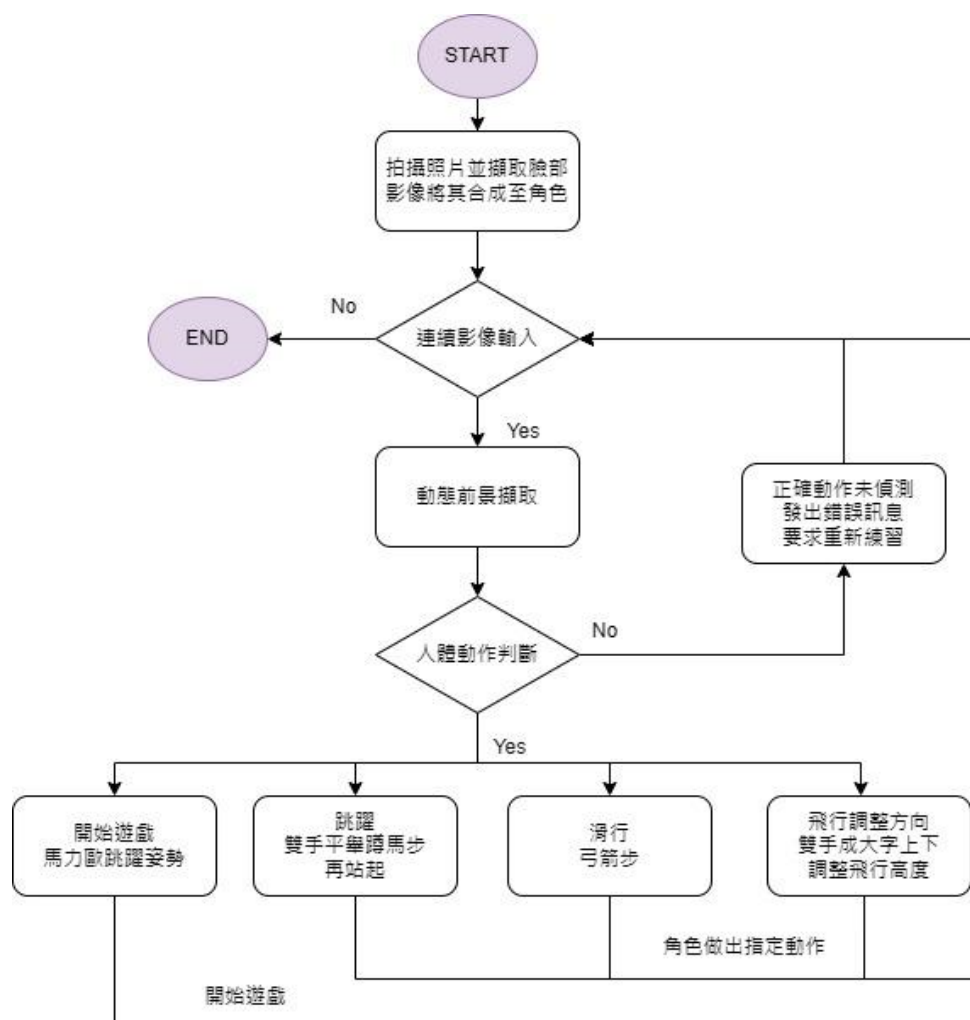 START
拍攝照片並擷取臉部
影像將其合成至角色
No
END
連續影像輸入
Yes
動態前景擷取
正確動作未偵測
發出錯誤訊息
要求重新練習
人體動作判斷
No
Yes
開始遊戲
馬力歐跳躍姿勢
跳躍
雙手平舉蹲馬步
再站起
滑行
弓箭步
飛行調整方向
雙手成大字上下
調整飛行高度
角色做出指定動作
開始遊戲